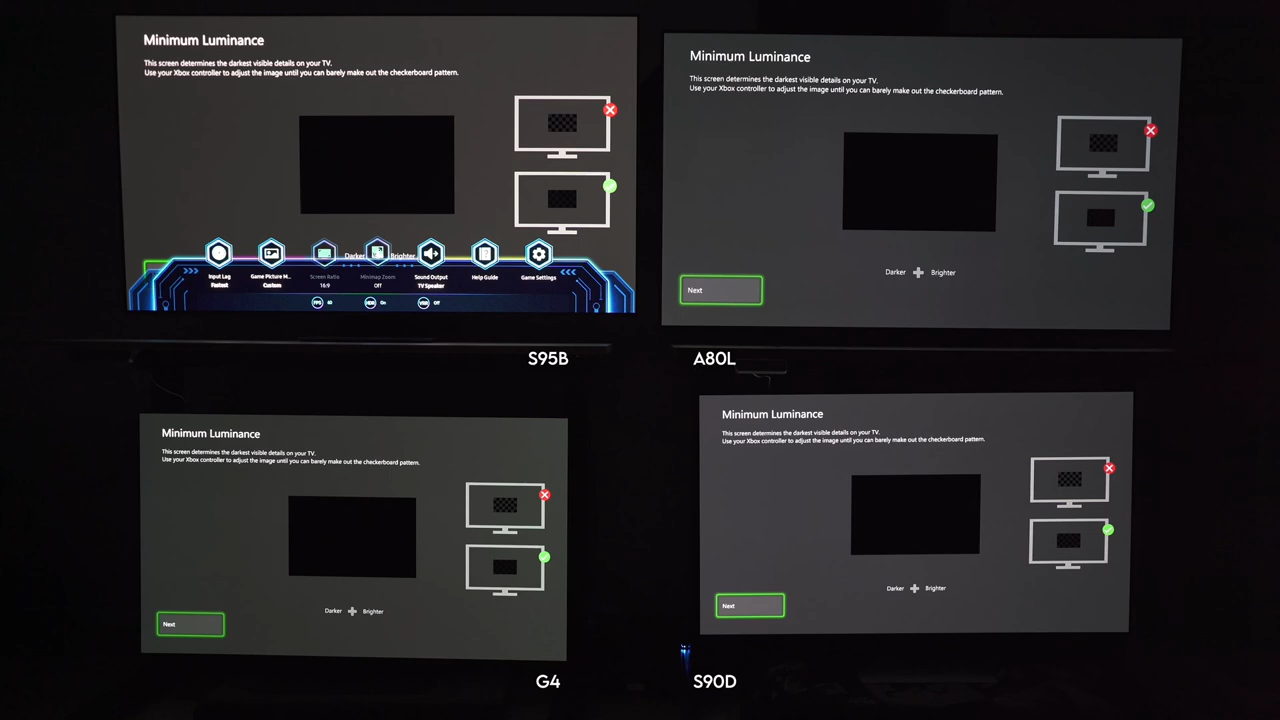 Minimum Luminance
This screen determines the darkest visible details on your TV.
Use your Xbox controller to adjust the image until you can barely make out the checkerboard pattern.
Darker
Brighter
Input Lag
Fastest
Game Picture M...
Custom
Screen Ratio
16:9
Minimap Zoom
Off
Sound Output
TV Speaker
Help Guide
Game Settings
FPS 60
HDR On
VRR Off
S95B
Minimum Luminance
This screen determines the darkest visible details on your TV.
Use your Xbox controller to adjust the image until you can barely make out the checkerboard pattern.
Darker Brighter
Next
A80L
Minimum Luminance
This screen determines the darkest visible details on your TV.
Use your Xbox controller to adjust the image until you can barely make out the checkerboard pattern.
Darker Brighter
Next
G4
Minimum Luminance
This screen determines the darkest visible details on your TV.
Use your Xbox controller to adjust the image until you can barely make out the checkerboard pattern.
Darker Brighter
Next
S90D